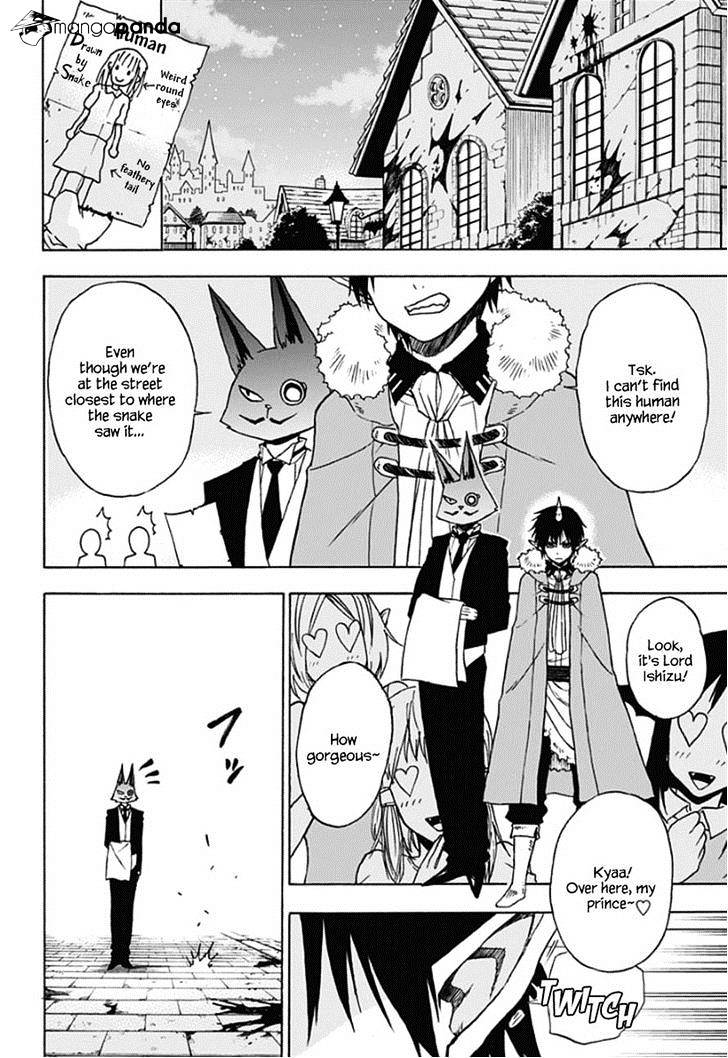 mangapanda
Human
Drawn
by
Snake
Weird
round
eyes
No
feathery
tail
Tsk.
I can't find
this human
anywhere!
Even
though we're
at the street
closest to where
the snake
saw it...
Look,
it's Lord
Ishizu!
How
gorgeous~
Kyaa!
Over here, my
prince~♡
TWITCH
フッ